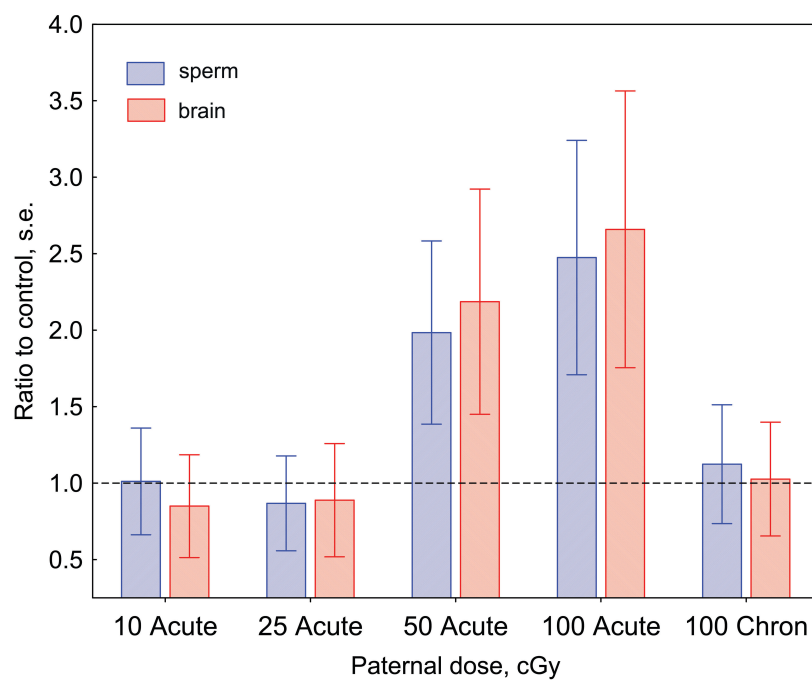 4.0
3.5
3.0
2.5
2.0
1.5
1.0
0.5
Ratio to control, s.e.
sperm
brain
10 Acute
25 Acute
50 Acute
100 Acute
100 Chron
Paternal dose, cGy